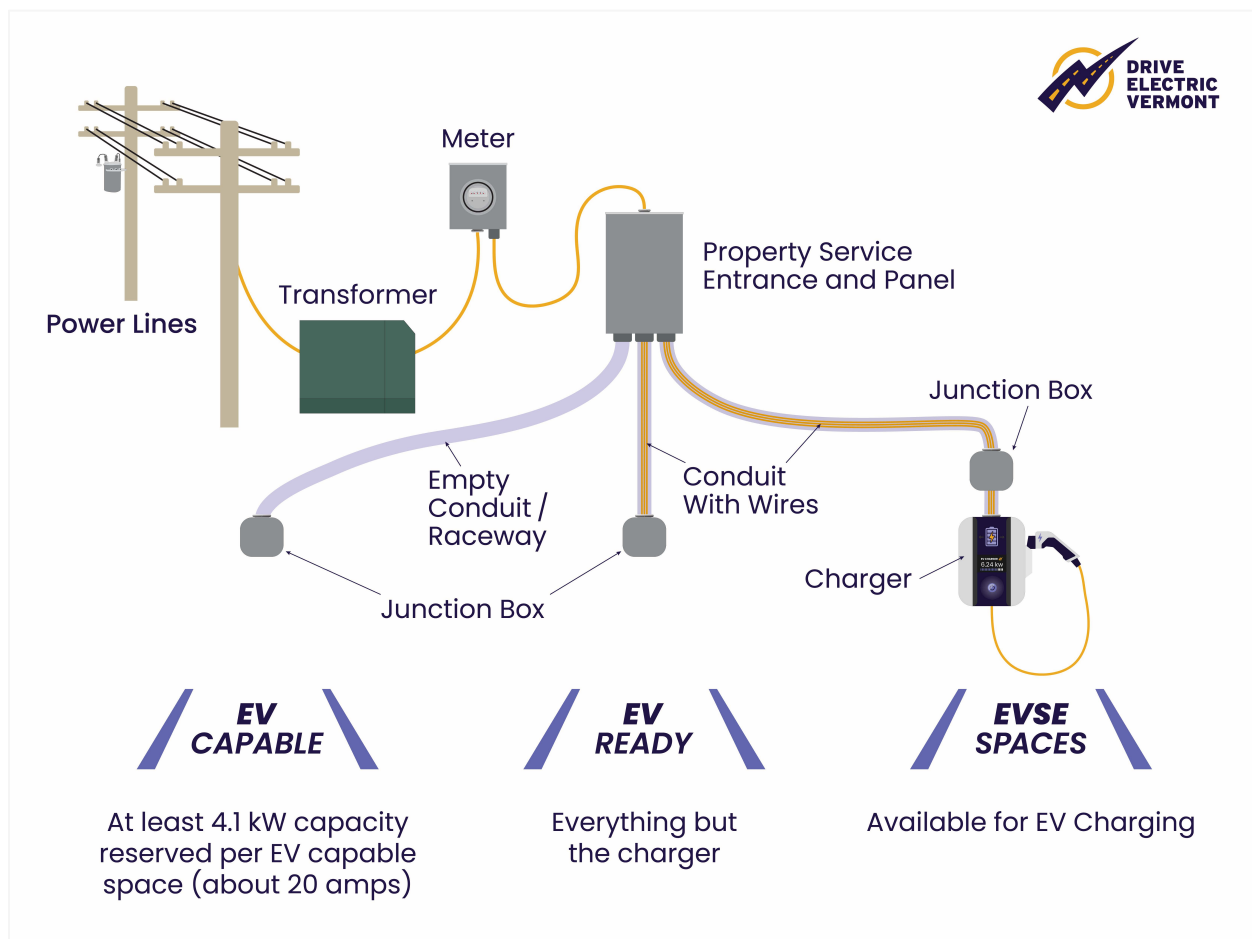 DRIVE
ELECTRIC
VERMONT
Meter
Property Service
Entrance and Panel
Transformer
Power Lines
Junction Box
Empty
Conduit /
Raceway
Conduit
With Wires
6.24 kw
Charger
Junction Box
EV
CAPABLE
EV
READY
EVSE
SPACES
At least 4.1 kW capacity
reserved per EV capable
space (about 20 amps)
Everything but
the charger
Available for EV Charging